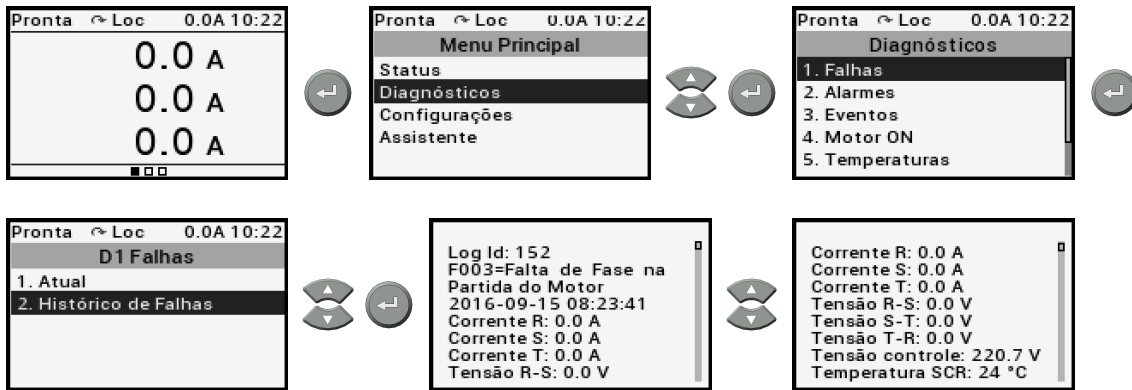 Pronta Loc 0.0A 10:22
0.0 A
0.0 A
0.0 A
Pronta Loc 0.0A 10:22
Menu Principal
Status
Diagnósticos
Configurações
Assistente
Pronta Loc 0.0A 10:22
Diagnósticos
1. Falhas
2. Alarmes
3. Eventos
4. Motor ON
5. Temperaturas
Pronta Loc 0.0A 10:22
D1 Falhas
1. Atual
2. Histórico de Falhas
Log Id: 152
F003=Falta de Fase na
Partida do Motor
2016-09-15 08:23:41
Corrente R: 0.0 A
Corrente S: 0.0 A
Corrente T: 0.0 A
Tensão R-S: 0.0 V
Corrente R: 0.0 A
Corrente S: 0.0 A
Corrente T: 0.0 A
Tensão R-S: 0.0 V
Tensão S-T: 0.0 V
Tensão T-R: 0.0 V
Tensão controle: 220.7 V
Temperatura SCR: 24 °C